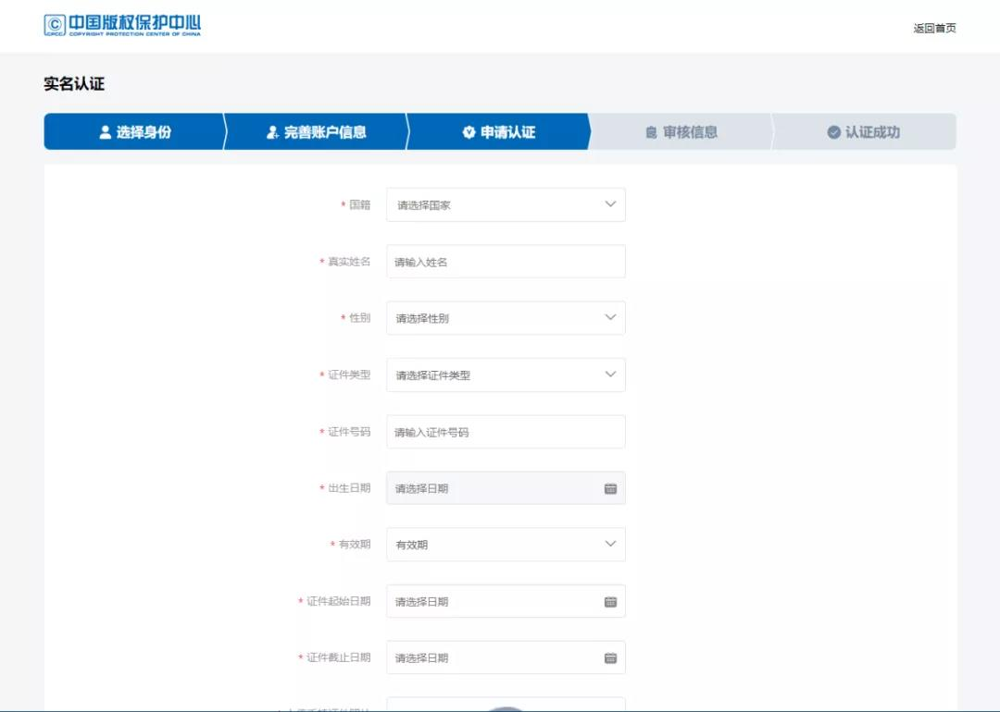 中国版权保护中心
CPCC COPYRIGHT PROTECTION CENTER OF CHINA
返回首页
实名认证
选择身份 完善账户信息 申请认证 审核信息 认证成功
* 国籍 请选择国家
* 真实姓名 请输入姓名
* 性别 请选择性别
* 证件类型 请选择证件类型
* 证件号码 请输入证件号码
* 出生日期 请选择日期
* 有效期 有效期
* 证件起始日期 请选择日期
* 证件截止日期 请选择日期